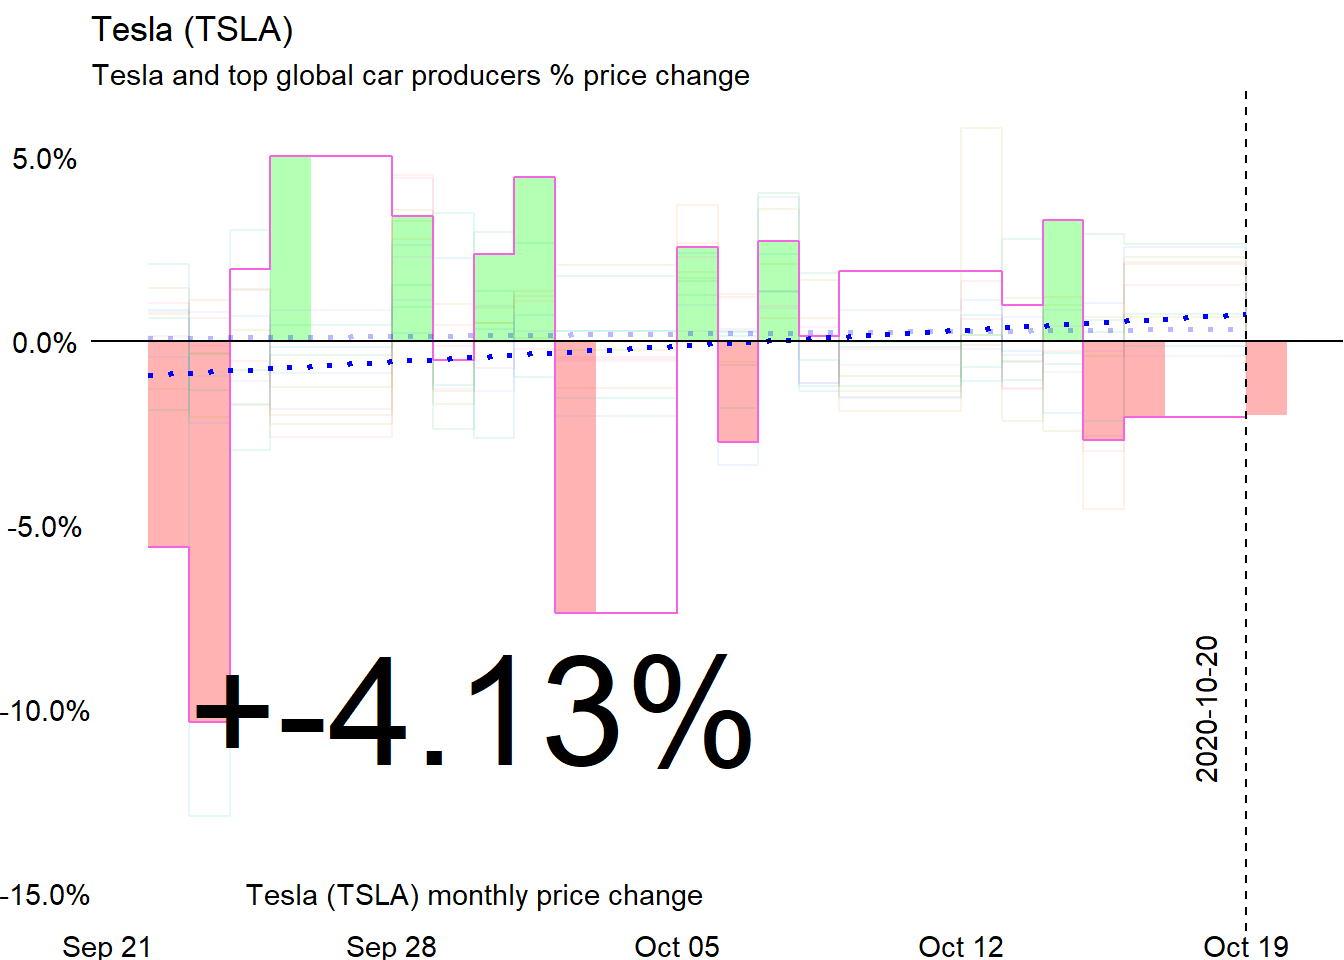 Tesla (TSLA)
Tesla and top global car producers % price change
5.0%
0.0%
-5.0%
-10.0%
-15.0%
+-4.13%
2020-10-20
Tesla (TSLA) monthly price change
Sep 21 Sep 28 Oct 05 Oct 12 Oct 19